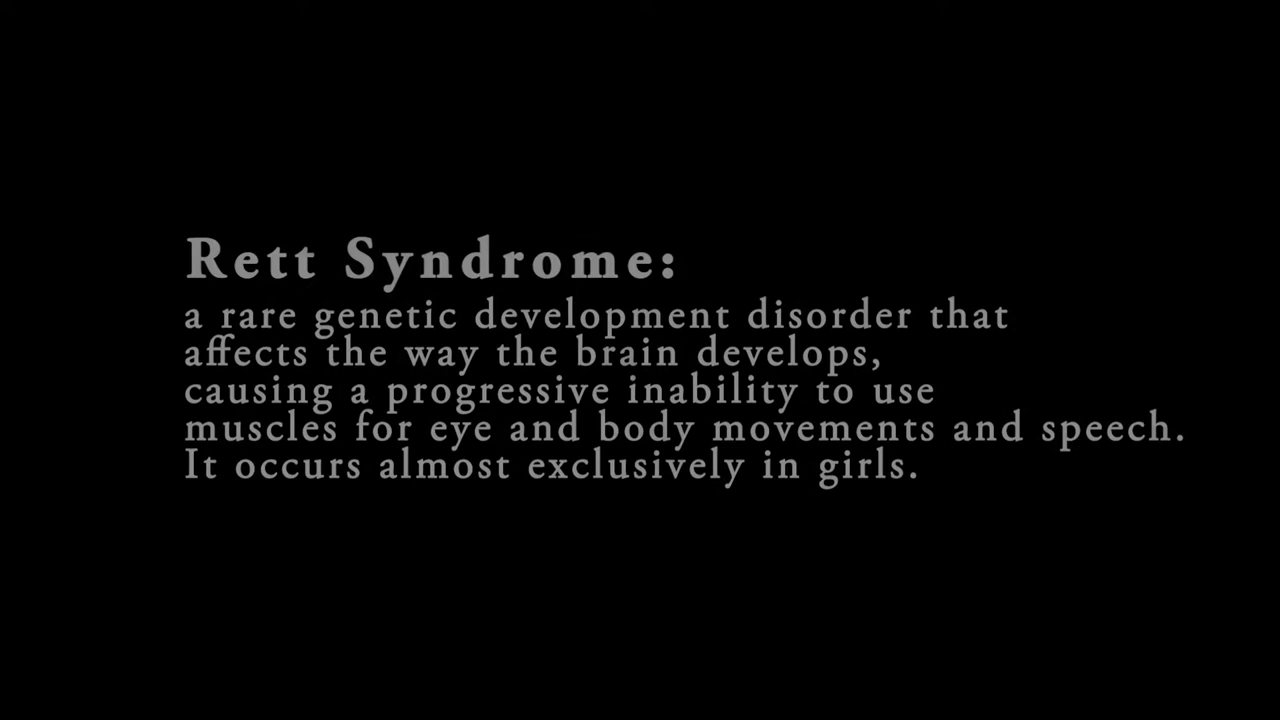 Rett Syndrome:
a rare genetic development disorder that
affects the way the brain develops,
causing a progressive inability to use
muscles for eye and body movements and speech.
It occurs almost exclusively in girls.